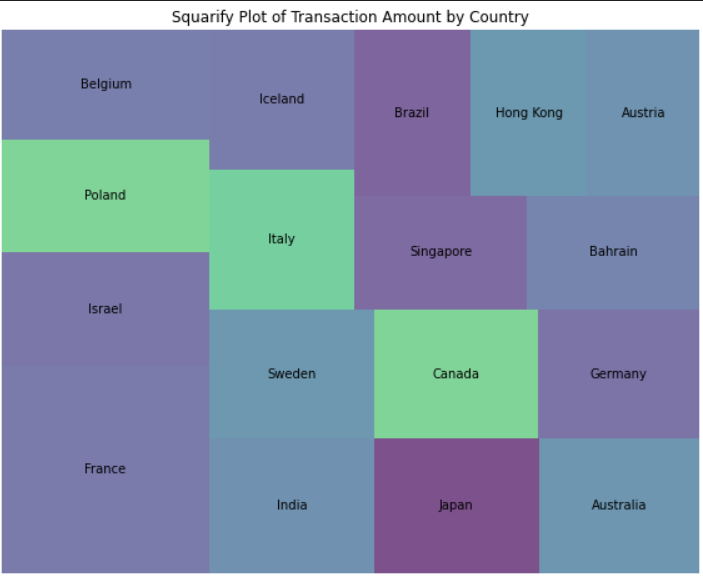 Squarify Plot of Transaction Amount by Country
Belgium
Iceland
Brazil
Hong Kong
Austria
Poland
Italy
Singapore
Bahrain
Israel
Sweden
Canada
Germany
France
India
Japan
Australia